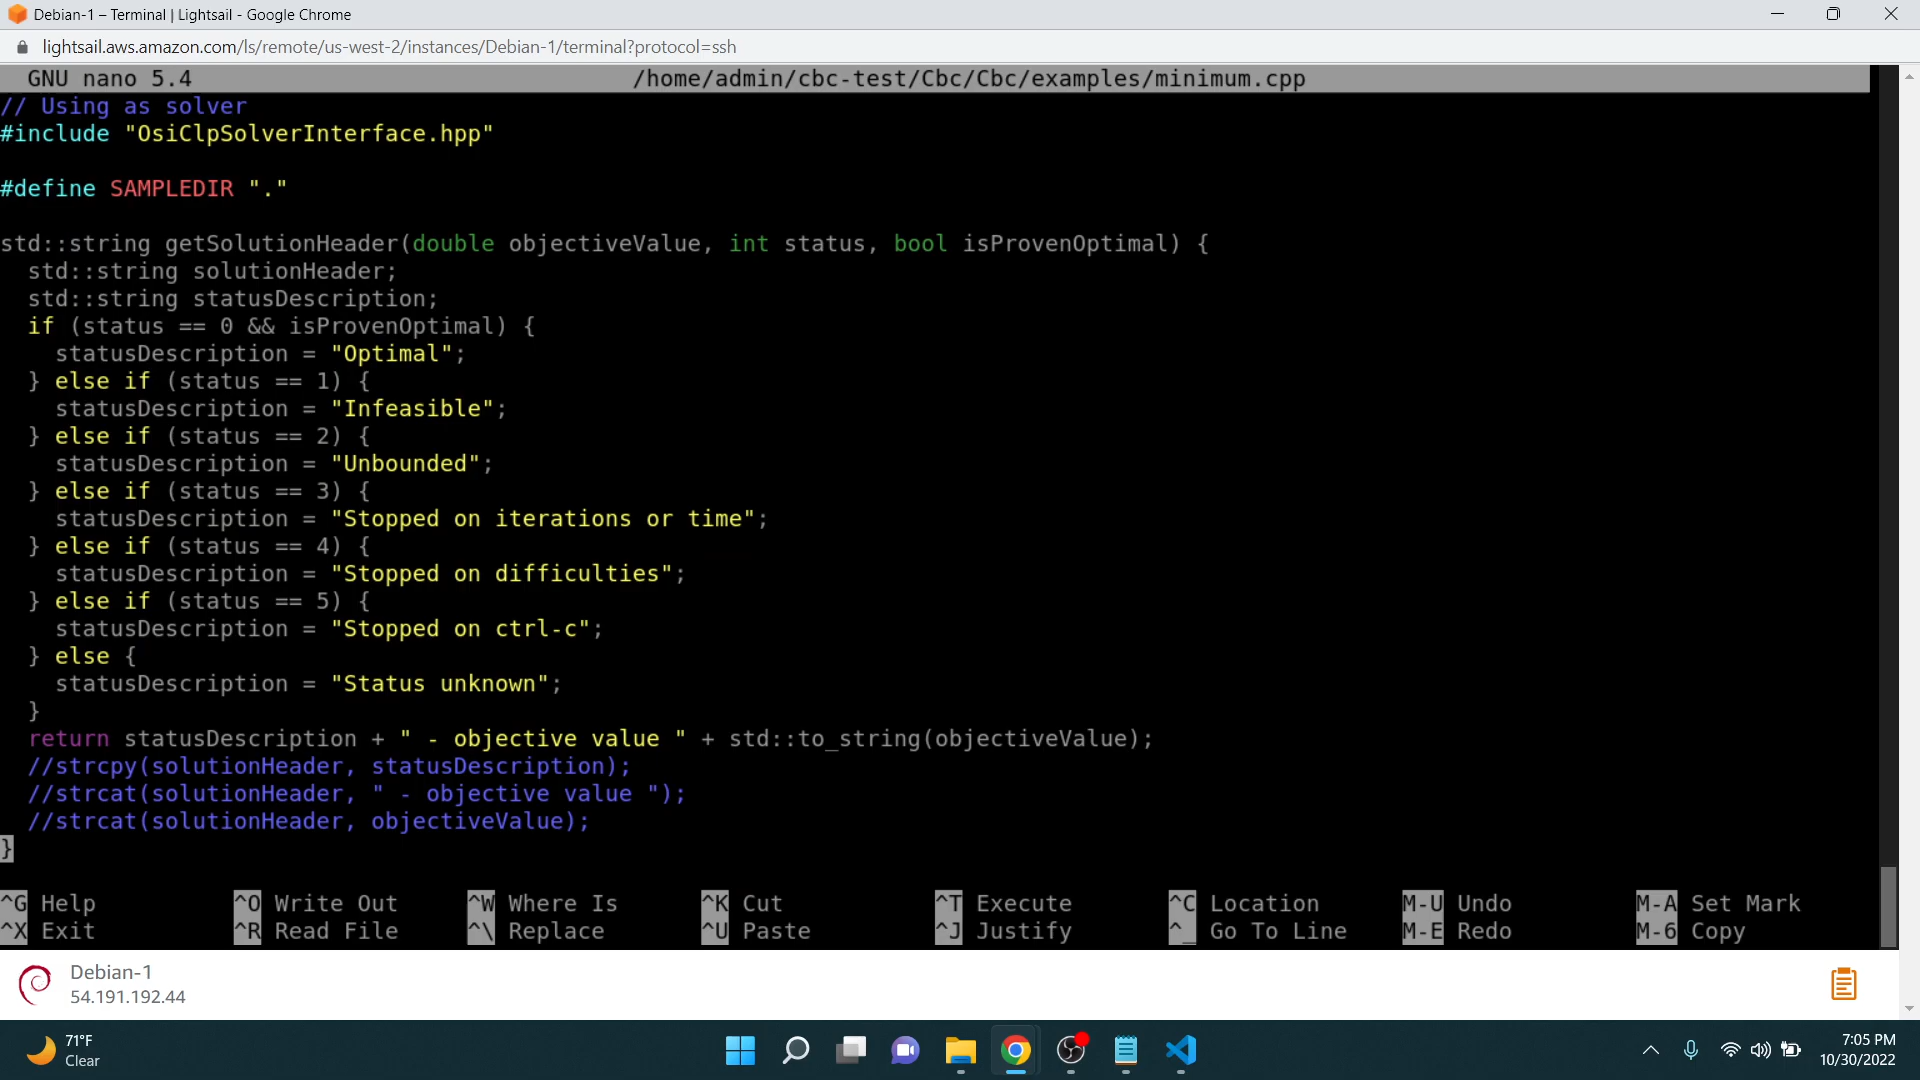 Debian-1 – Terminal | Lightsail - Google Chrome
lightsail.aws.amazon.com/ls/remote/us-west-2/instances/Debian-1/terminal?protocol=ssh
GNU nano 5.4 /home/admin/cbc-test/Cbc/Cbc/examples/minimum.cpp
// Using as solver
#include "OsiClpSolverInterface.hpp"
#define SAMPLEDIR "."
std::string getSolutionHeader(double objectiveValue, int status, bool isProvenOptimal) {
  std::string solutionHeader;
  std::string statusDescription;
  if (status == 0 && isProvenOptimal) {
    statusDescription = "Optimal";
  } else if (status == 1) {
    statusDescription = "Infeasible";
  } else if (status == 2) {
    statusDescription = "Unbounded";
  } else if (status == 3) {
    statusDescription = "Stopped on iterations or time";
  } else if (status == 4) {
    statusDescription = "Stopped on difficulties";
  } else if (status == 5) {
    statusDescription = "Stopped on ctrl-c";
  } else {
    statusDescription = "Status unknown";
  }
  return statusDescription + " - objective value " + std::to_string(objectiveValue);
  //strcpy(solutionHeader, statusDescription);
  //strcat(solutionHeader, " - objective value ");
  //strcat(solutionHeader, objectiveValue);
}
^G Help ^O Write Out ^W Where Is ^K Cut ^T Execute ^C Location M-U Undo M-A Set Mark
^X Exit ^R Read File ^\ Replace ^U Paste ^J Justify ^_ Go To Line M-E Redo M-6 Copy
Debian-1
54.191.192.44
71°F
Clear
7:05 PM
10/30/2022